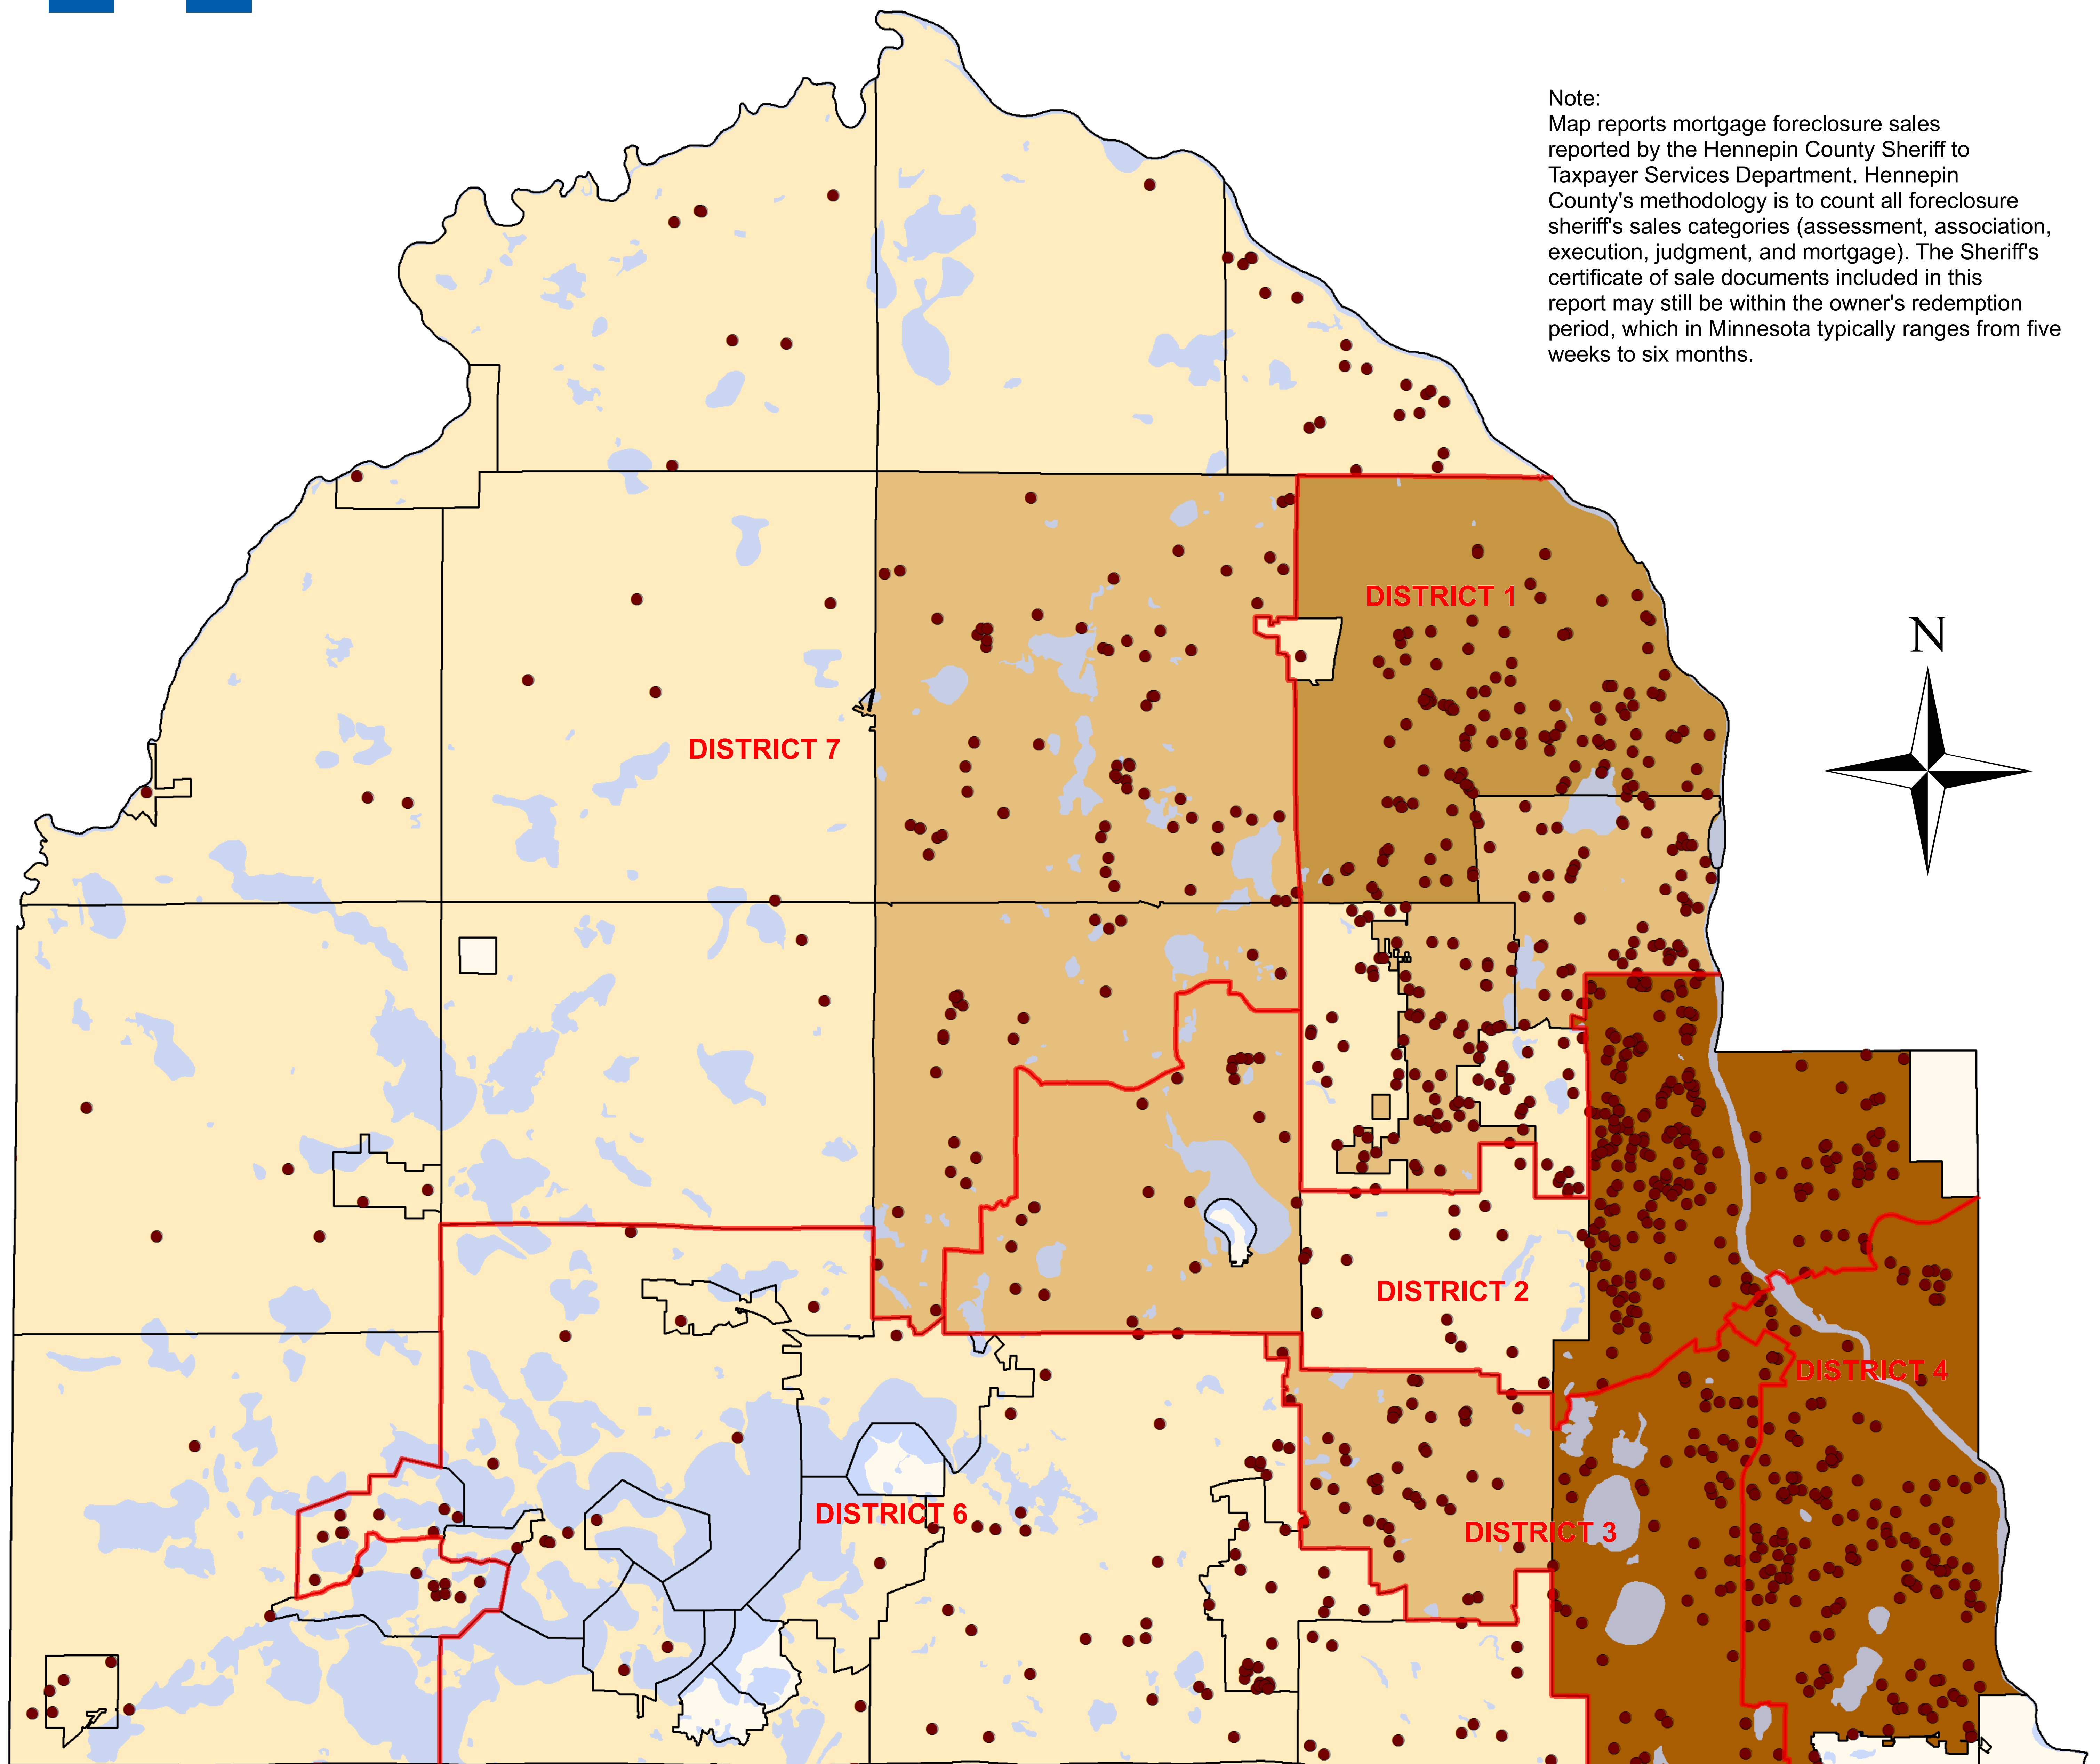 Note:
Map reports mortgage foreclosure sales
reported by the Hennepin County Sheriff to
Taxpayer Services Department. Hennepin
County's methodology is to count all foreclosure
sheriff's sales categories (assessment, association,
execution, judgment, and mortgage). The Sheriff's
certificate of sale documents included in this
report may still be within the owner's redemption
period, which in Minnesota typically ranges from five
weeks to six months.
DISTRICT 1
N
DISTRICT 7
DISTRICT 2
DISTRICT 4
DISTRICT 6
DISTRICT 3